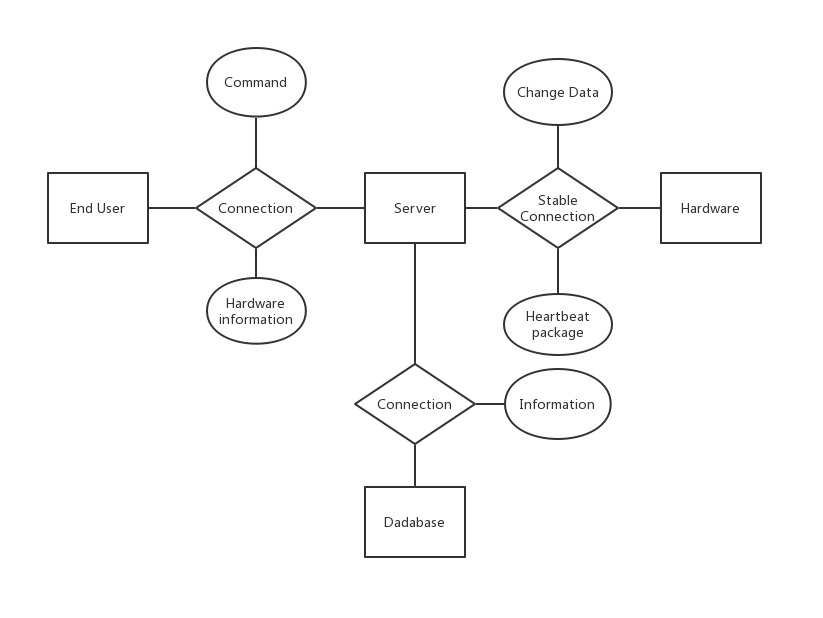 Command
Change Data
End User
Connection
Server
Stable
Connection
Hardware
Hardware
information
Heartbeat
package
Connection
Information
Dadabase